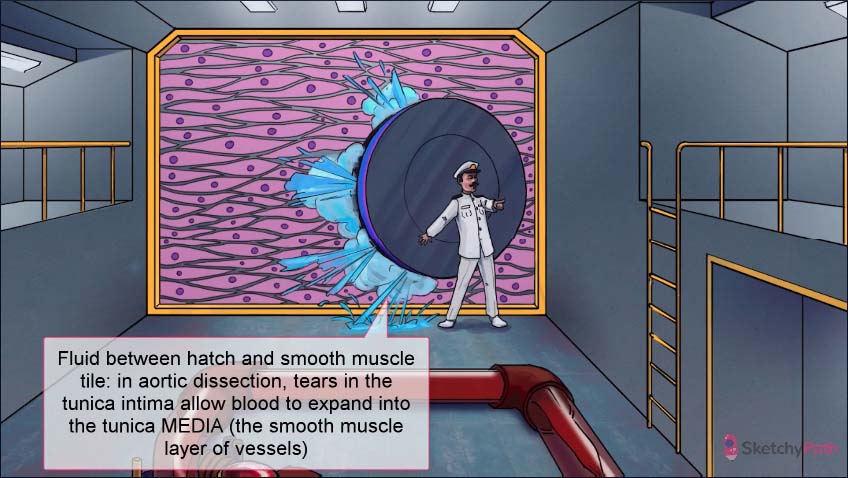 Fluid between hatch and smooth muscle
tile: in aortic dissection, tears in the
tunica intima allow blood to expand into
the tunica MEDIA (the smooth muscle
layer of vessels)
SketchyPath